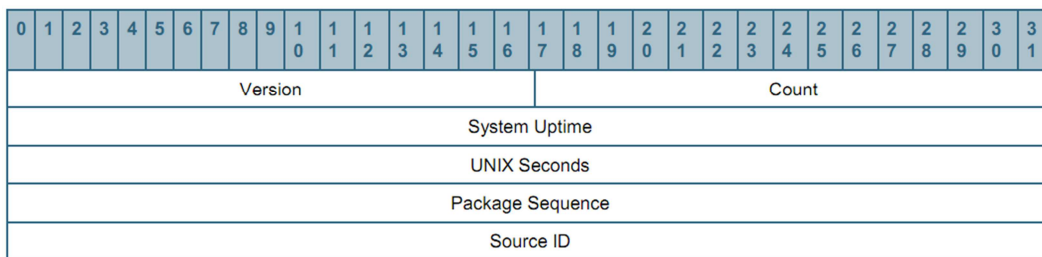 0 1 2 3 4 5 6 7 8 9 10 11 12 13 14 15 16 17 18 19 20 21 22 23 24 25 26 27 28 29 30 31
Version Count
System Uptime
UNIX Seconds
Package Sequence
Source ID